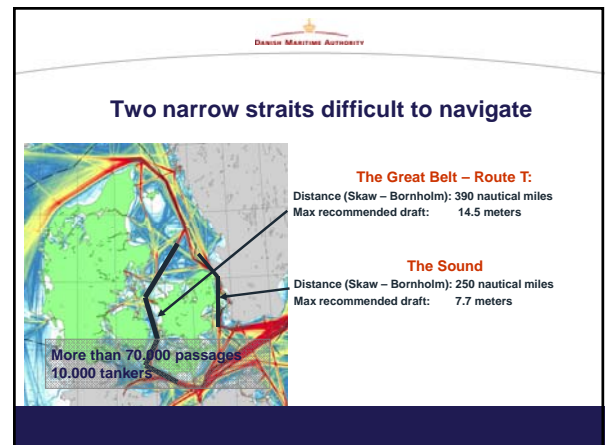 DANISH MARITIME AUTHORITY
Two narrow straits difficult to navigate
The Great Belt – Route T:
Distance (Skaw – Bornholm): 390 nautical miles
Max recommended draft: 14.5 meters
The Sound
Distance (Skaw – Bornholm): 250 nautical miles
Max recommended draft: 7.7 meters
More than 70.000 passages
10.000 tankers